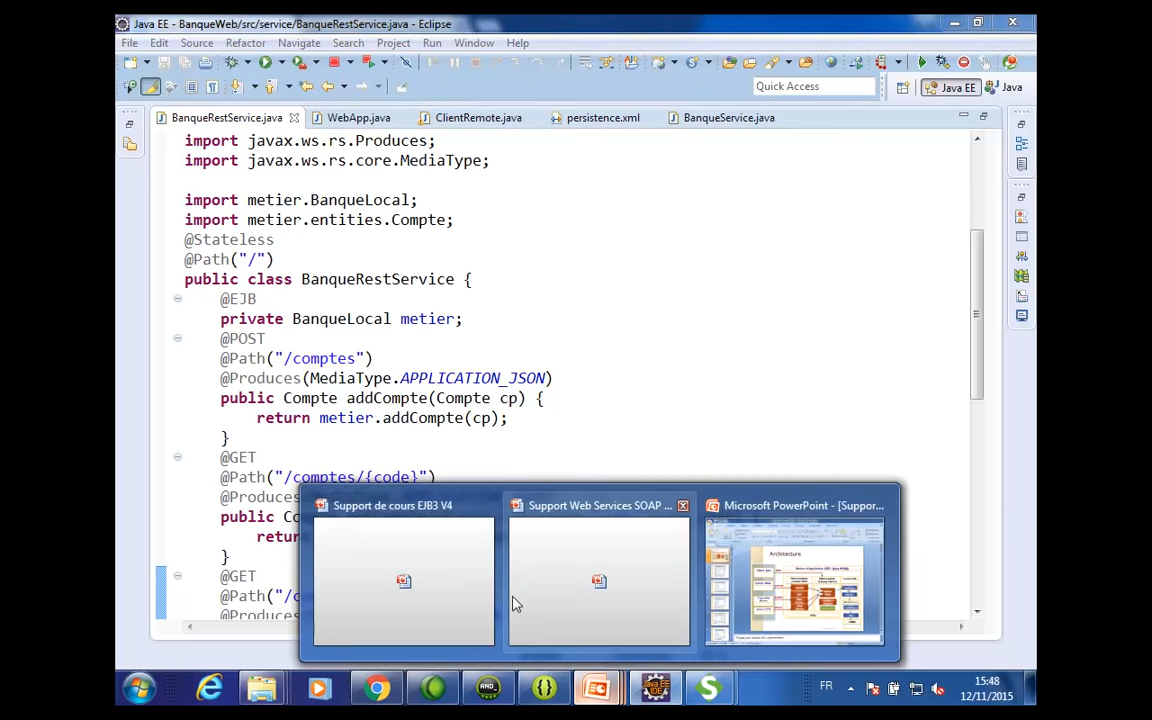 Java EE - BanqueWeb/src/service/BanqueRestService.java - Eclipse
File Edit Source Refactor Navigate Search Project Run Window Help
Quick Access Java EE Java
BanqueRestService.java WebApp.java ClientRemote.java persistence.xml BanqueService.java
import javax.ws.rs.Produces;
import javax.ws.rs.core.MediaType;
import metier.BanqueLocal;
import metier.entities.Compte;
@Stateless
@Path("/")
public class BanqueRestService {
@EJB
private BanqueLocal metier;
@POST
@Path("/comptes")
@Produces(MediaType.APPLICATION_JSON)
public Compte addCompte(Compte cp) {
return metier.addCompte(cp);
}
@GET
@Path("/comptes/{code}")
@Produces
public Co
retur
}
@GET
@Path("/c
@Produces
Support de cours EJB3 V4
Support Web Services SOAP ...
Microsoft PowerPoint - [Suppor...
Architecture
FR
15:48
12/11/2015